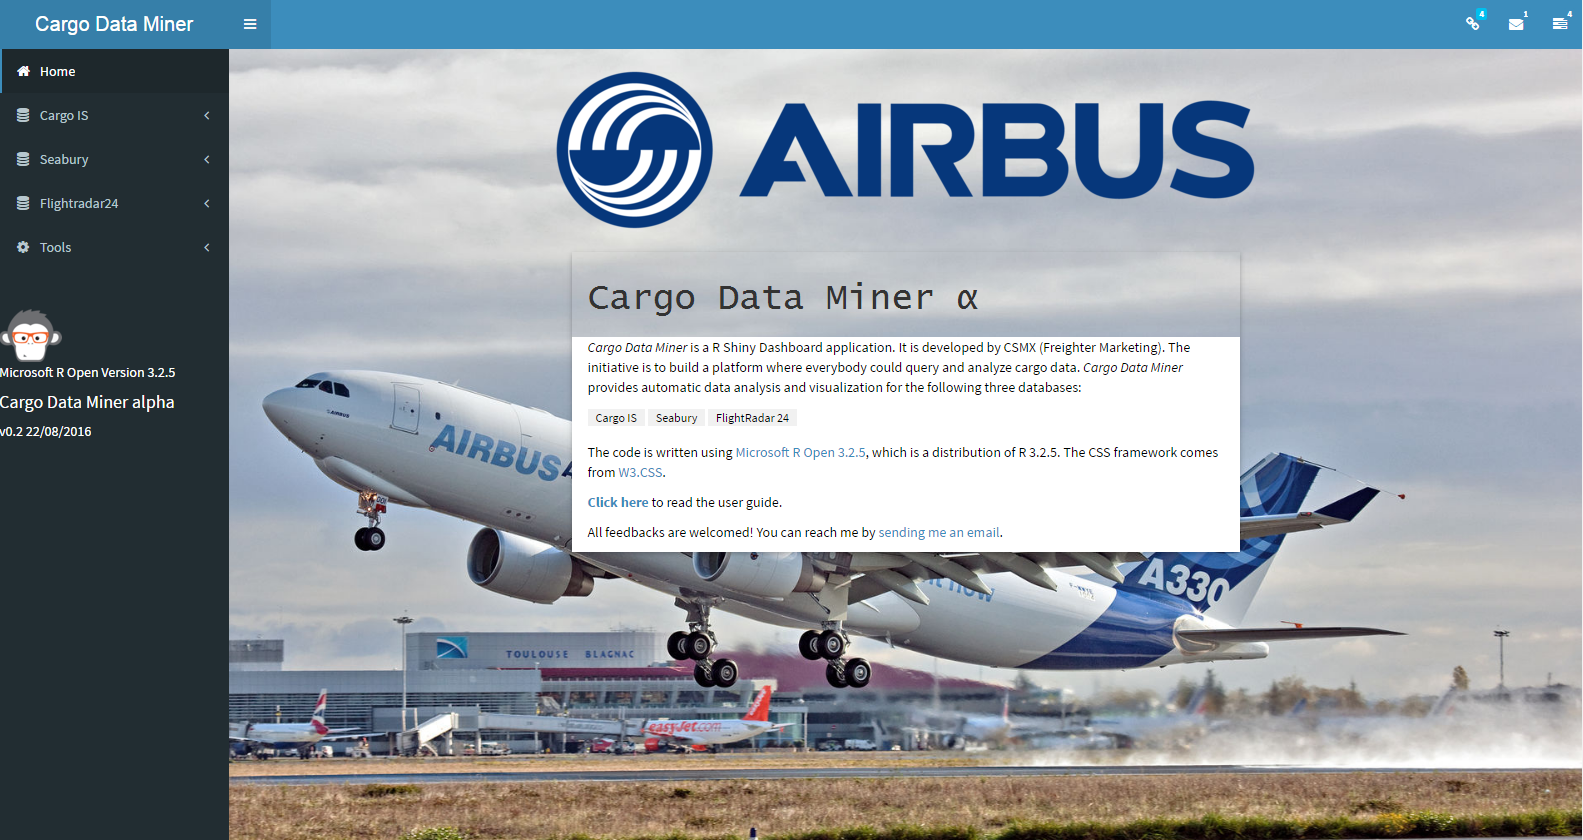 Cargo Data Miner
4
1
4
Home
Cargo IS
Seabury
Flightradar24
Tools
Microsoft R Open Version 3.2.5
Cargo Data Miner alpha
v0.2 22/08/2016
AIRBUS
Cargo Data Miner α
Cargo Data Miner is a R Shiny Dashboard application. It is developed by CSMX (Freighter Marketing). The
initiative is to build a platform where everybody could query and analyze cargo data. Cargo Data Miner
provides automatic data analysis and visualization for the following three databases:
Cargo IS Seabury FlightRadar 24
The code is written using Microsoft R Open 3.2.5, which is a distribution of R 3.2.5. The CSS framework comes
from W3.CSS.
Click here to read the user guide.
All feedbacks are welcomed! You can reach me by sending me an email.
AIRBUS
AIRBUS
now
A330
TOULOUSE BLAGNAC
easyJet.com